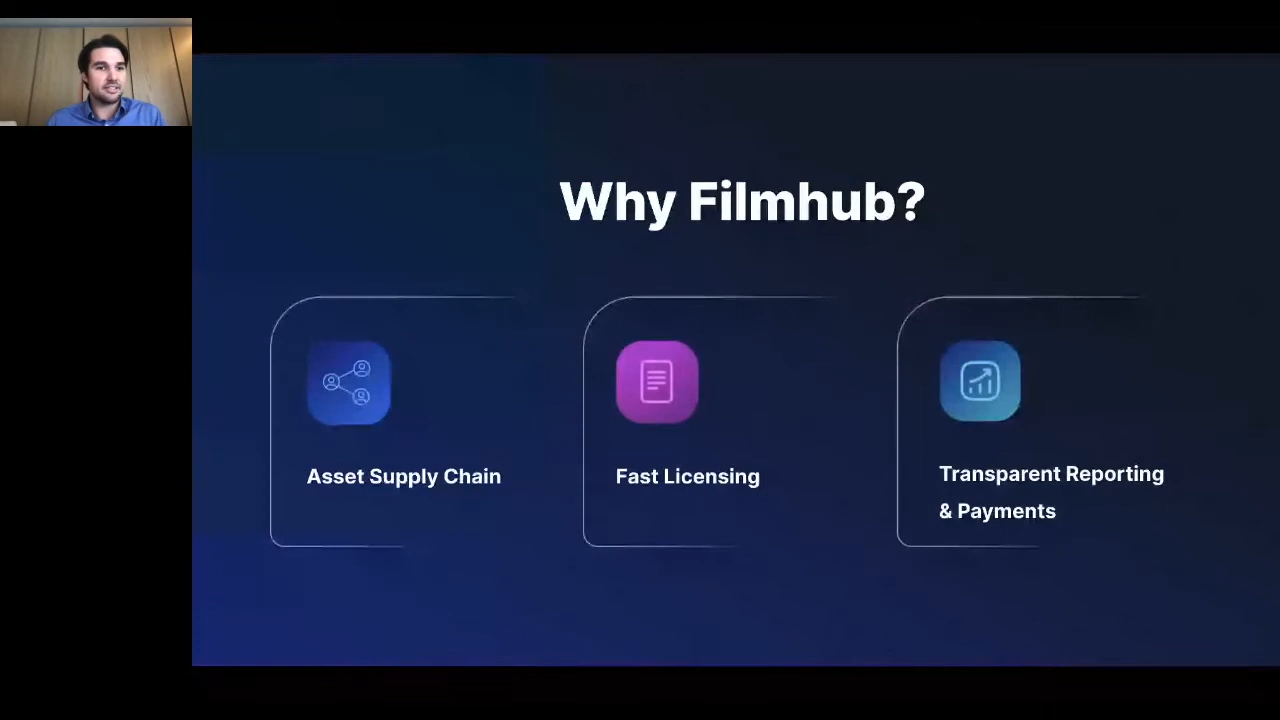 Why Filmhub?
Asset Supply Chain
Fast Licensing
Transparent Reporting
& Payments